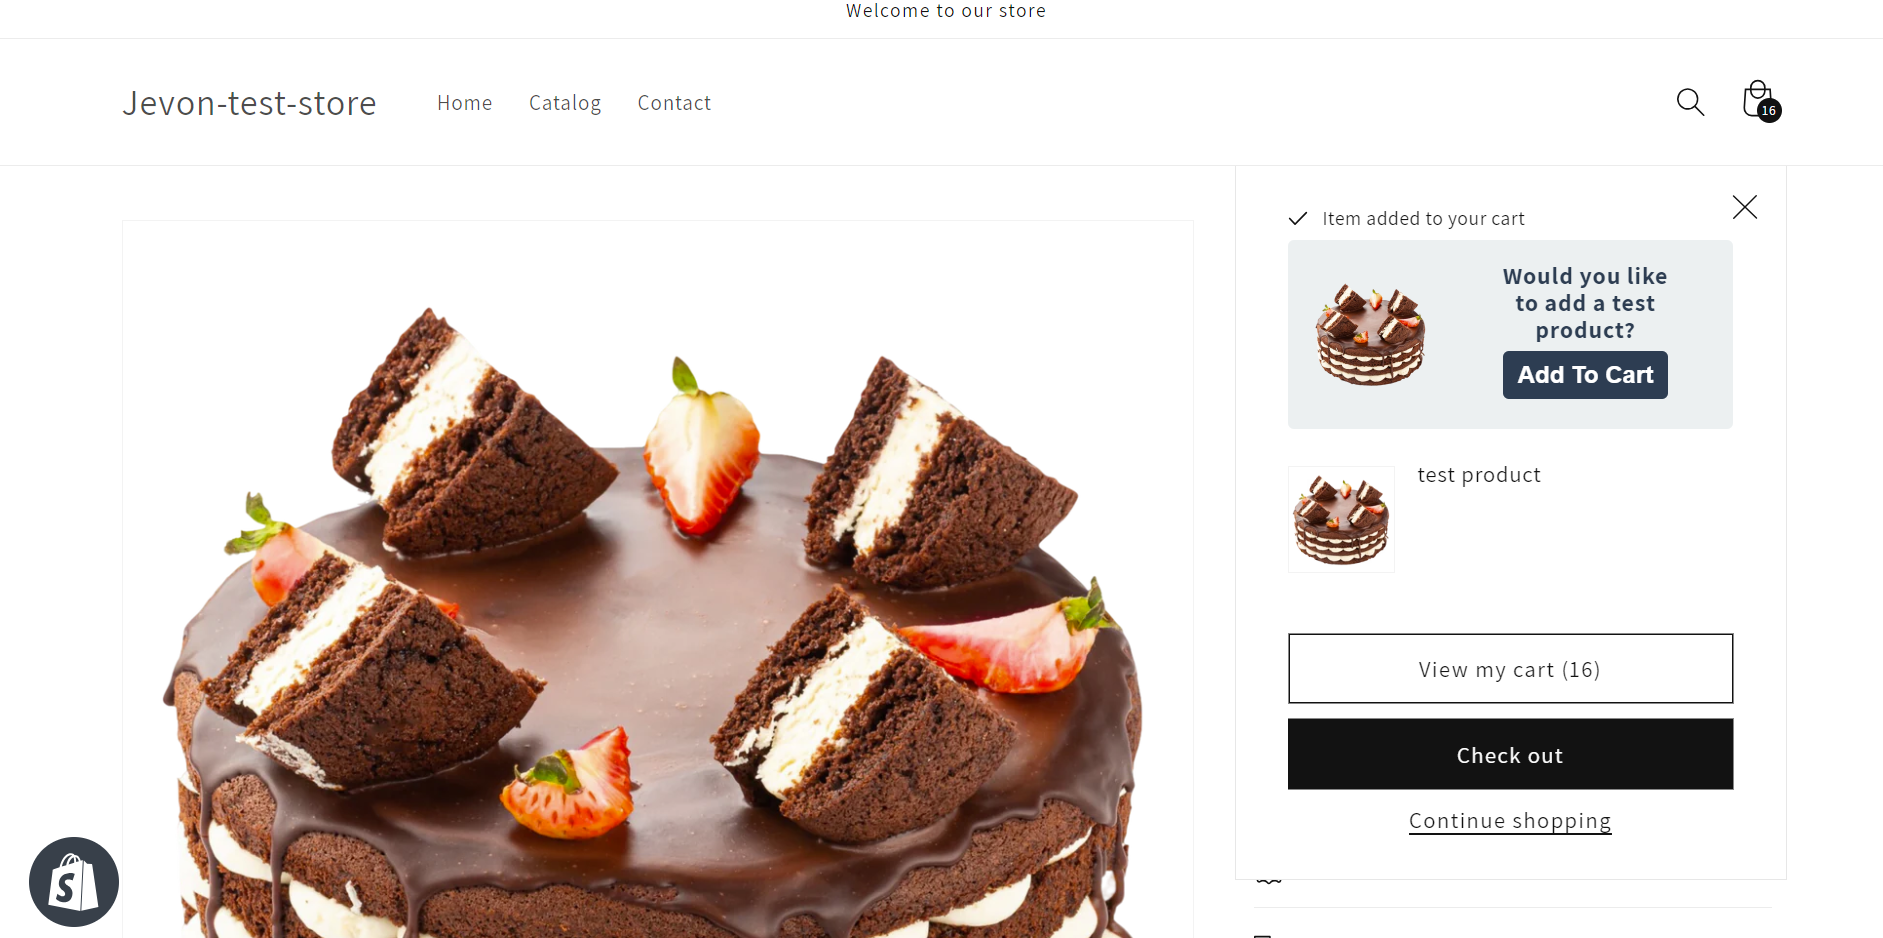 Welcome to our store
Jevon-test-store
Home
Catalog
Contact
16
Item added to your cart
Would you like
to add a test
product?
Add To Cart
test product
View my cart (16)
Check out
Continue shopping
S